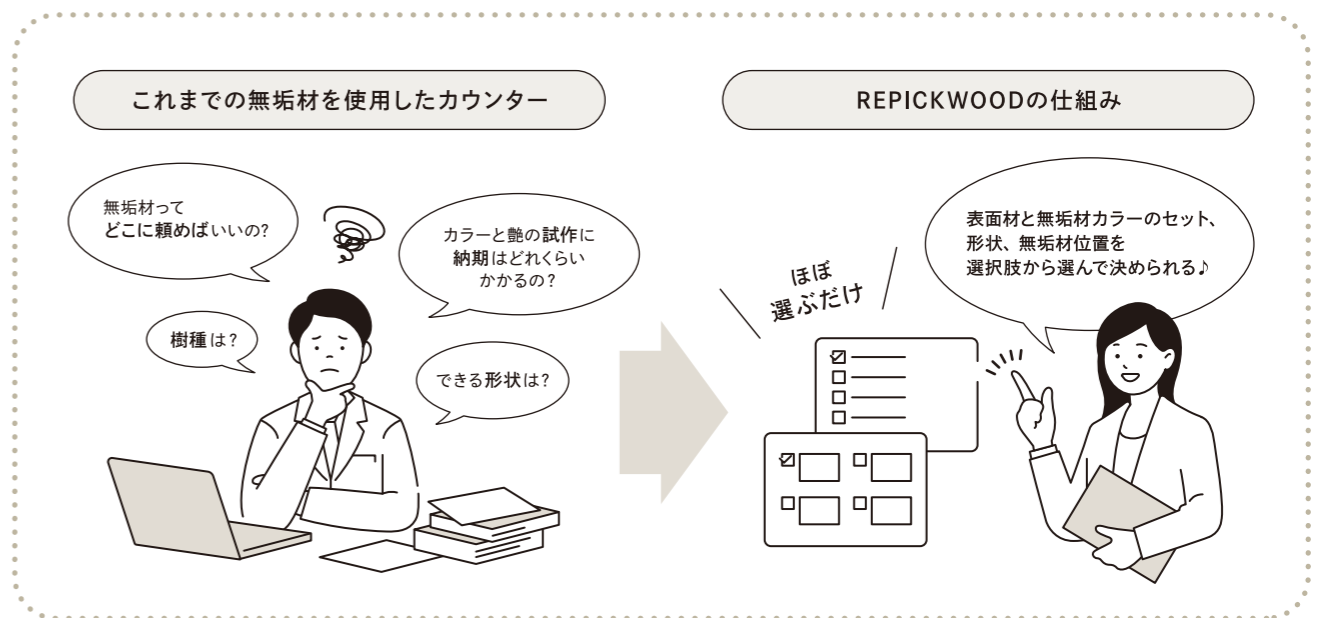 これまでの無垢材を使用したカウンター
無垢材って
どこに頼めばいいの?
カラーと艶の試作に
納期はどれくらい
かかるの?
樹種は?
できる形状は?
REPICKWOODの仕組み
ほぼ
選ぶだけ
表面材と無垢材カラーのセット、
形状、無垢材位置を
選択肢から選んで決められる♪